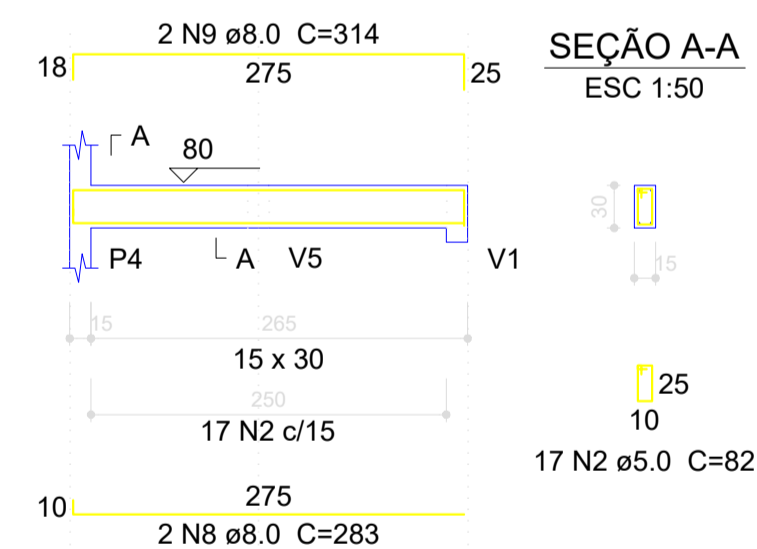 2 N9 ø8.0 C=314
18 275 25
SEÇÃO A-A
ESC 1:50
A
80
P4 A V5 V1
30
15
15 265
15 x 30
250
17 N2 c/15
25
10
17 N2 ø5.0 C=82
10 275
2 N8 ø8.0 C=283